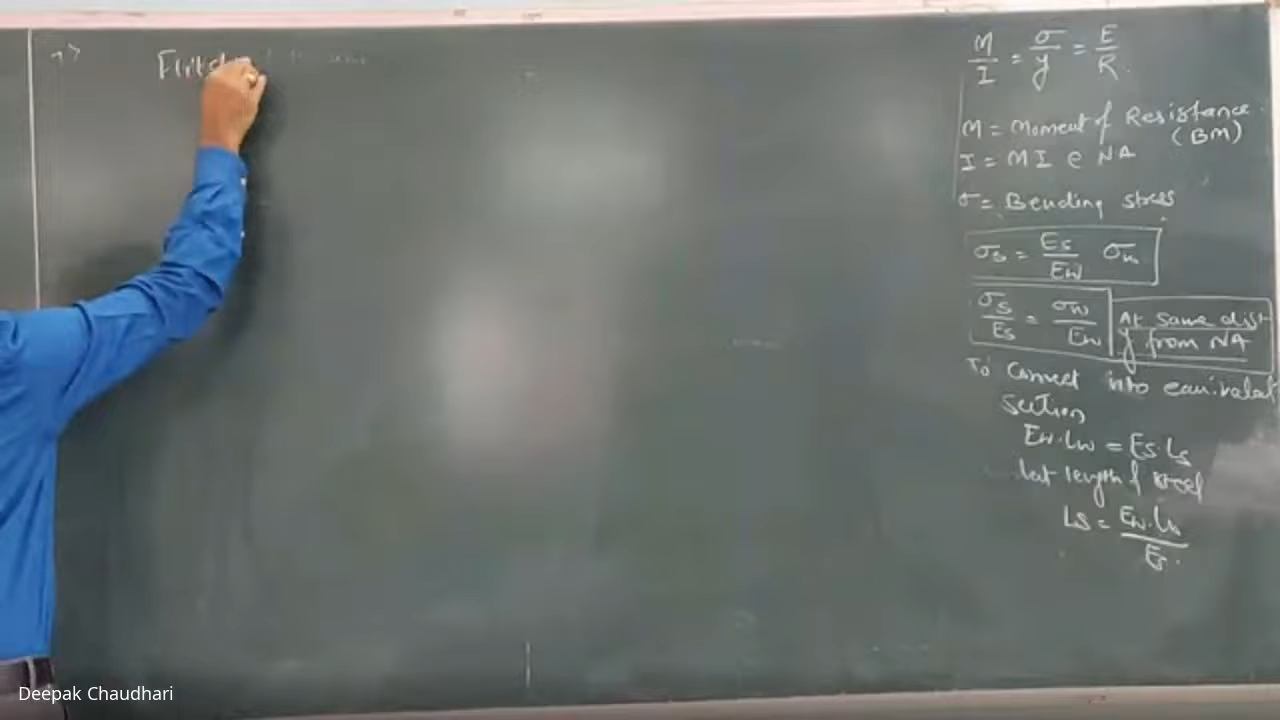 1)
Flitch
M/I = σ/y = E/R
M = Moment of Resistance
(BM)
I = M I @ NA
σ = Bending stress
σs = Es/Ew σw
σs/Es = σw/Ew
At same dist
y from NA
To Convert into equivalent
section
Ew.Lw = Es.Ls
Let length of steel
Ls = Ew.Lw/Es.
Deepak Chaudhari